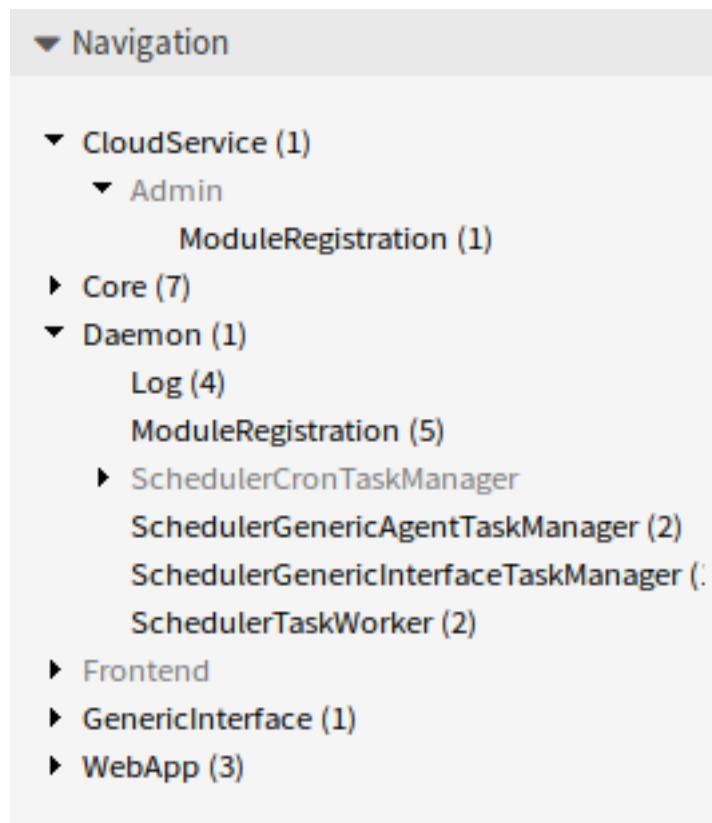 Navigation
CloudService (1)
Admin
ModuleRegistration (1)
Core (7)
Daemon (1)
Log (4)
ModuleRegistration (5)
SchedulerCronTaskManager
SchedulerGenericAgentTaskManager (2)
SchedulerGenericInterfaceTaskManager (
SchedulerTaskWorker (2)
Frontend
GenericInterface (1)
WebApp (3)